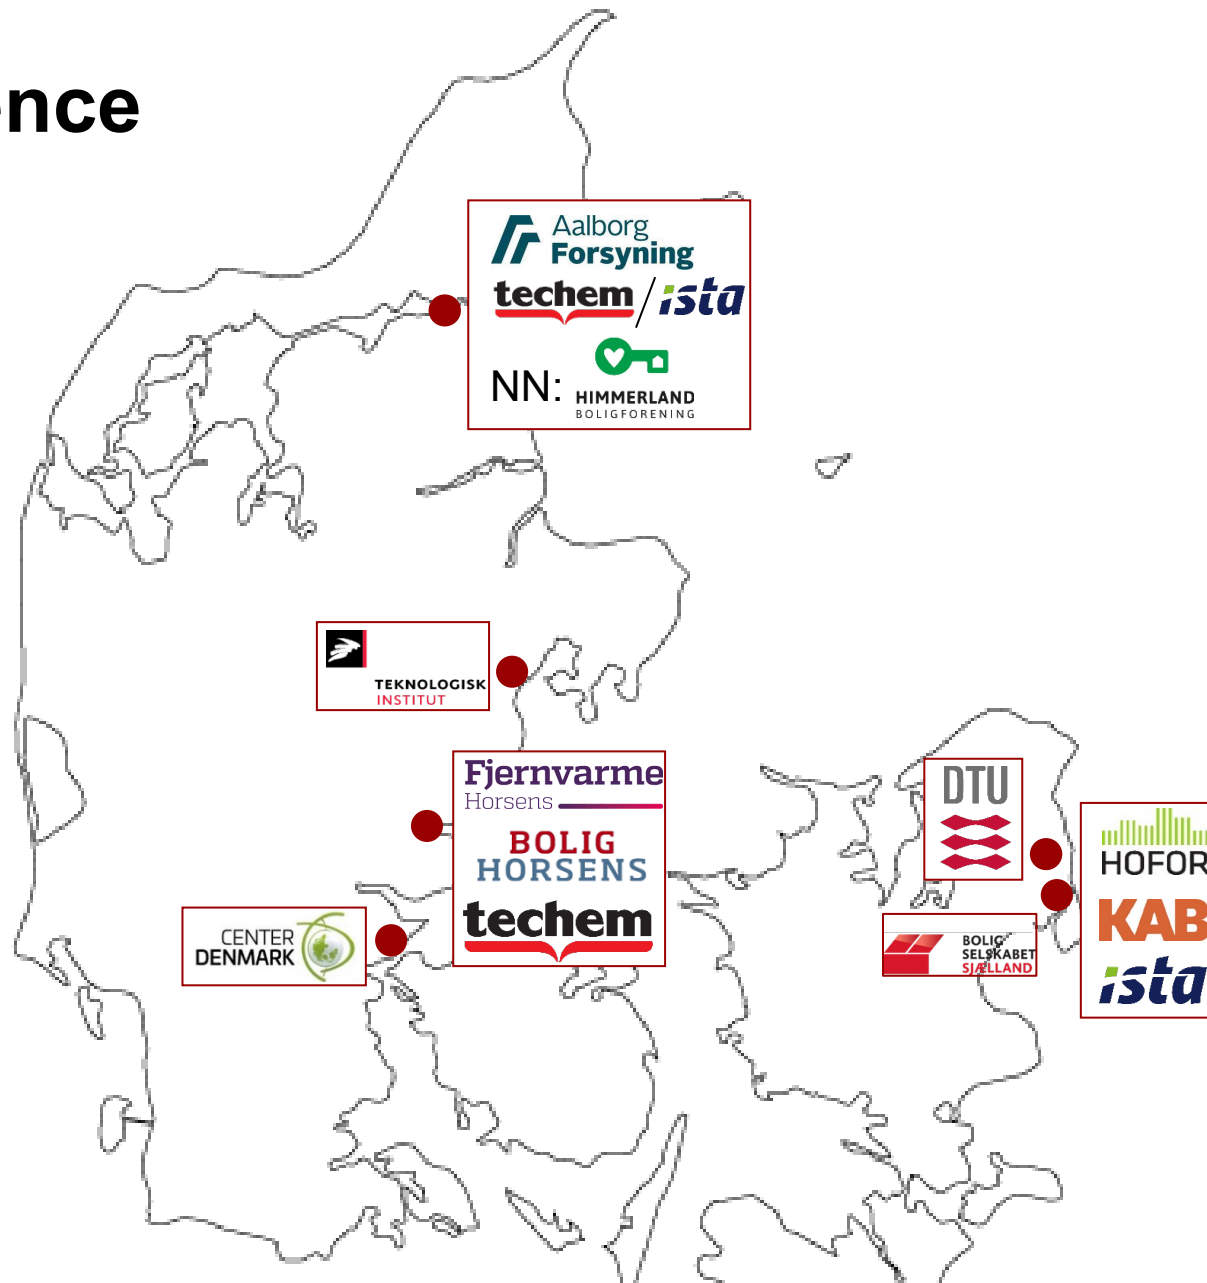 ence
Aalborg
Forsyning
techem / ista
NN: HIMMERLAND
BOLIGFORENING
TEKNOLOGISK
INSTITUT
Fjernvarme
Horsens
BOLIG
HORSENS
techem
CENTER
DENMARK
DTU
HOFOR
KAB
ista
BOLIG
SELSKABET
SJÆLLAND